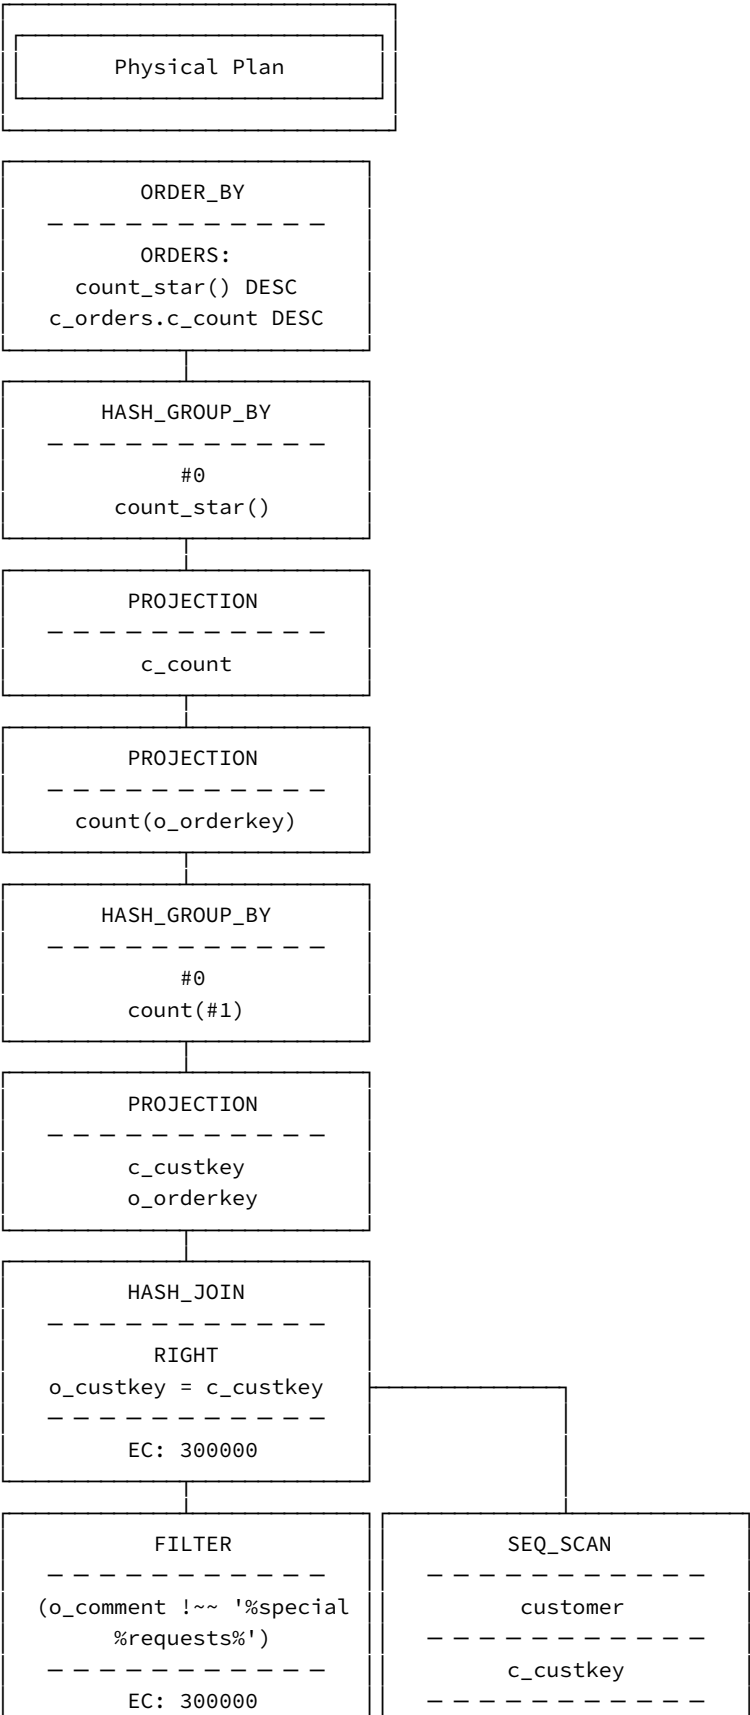 Physical Plan
ORDER_BY
ORDERS:
count_star() DESC
c_orders.c_count DESC
HASH_GROUP_BY
#0
count_star()
PROJECTION
c_count
PROJECTION
count(o_orderkey)
HASH_GROUP_BY
#0
count(#1)
PROJECTION
c_custkey
o_orderkey
HASH_JOIN
RIGHT
o_custkey = c_custkey
EC: 300000
FILTER
(o_comment !~~ '%special
%requests%')
EC: 300000
SEQ_SCAN
customer
c_custkey